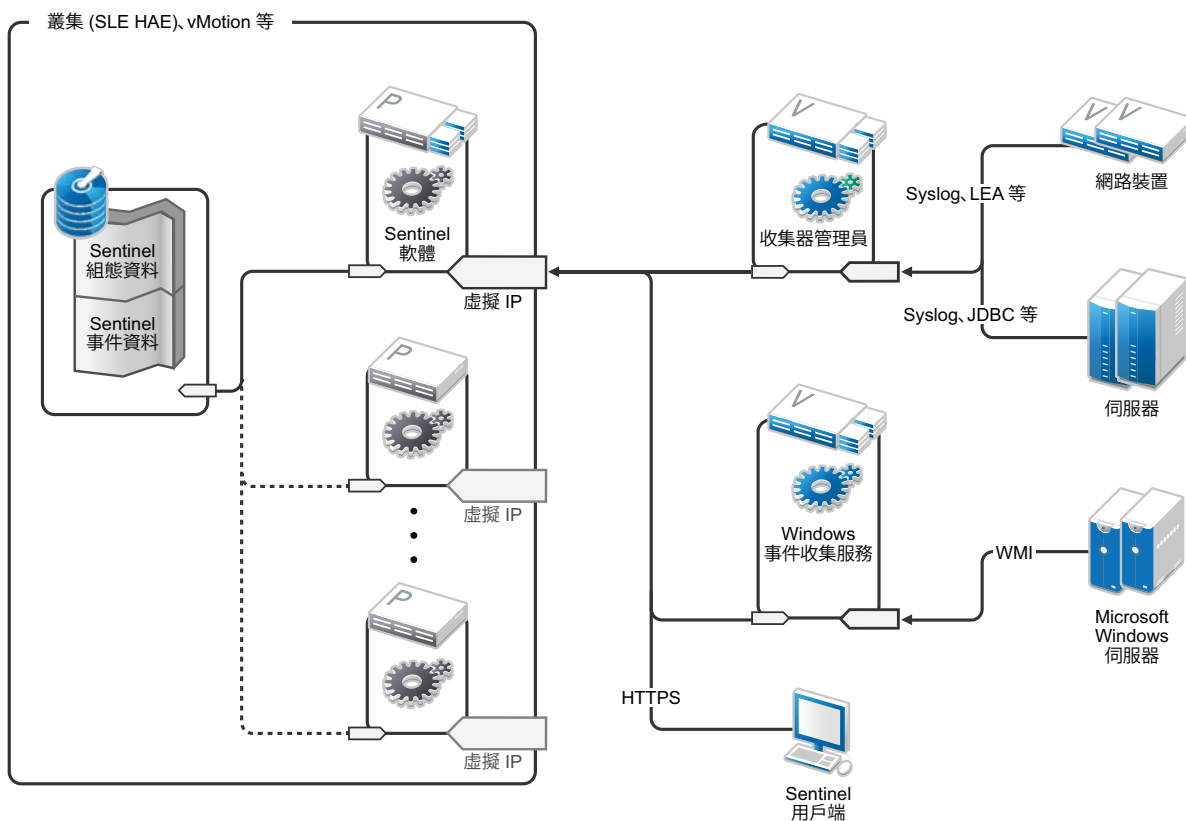 叢集 (SLE HAE)、vMotion 等
P
V
V
V
網路裝置
Syslog、LEA 等
Sentinel
軟體
收集器管理員
Sentinel
組態資料
虛擬 IP
Sentinel
事件資料
Syslog、JDBC 等
P
伺服器
V
虛擬 IP
Windows
事件收集服務
WMI
P
Microsoft
Windows
伺服器
HTTPS
虛擬 IP
Sentinel
用戶端